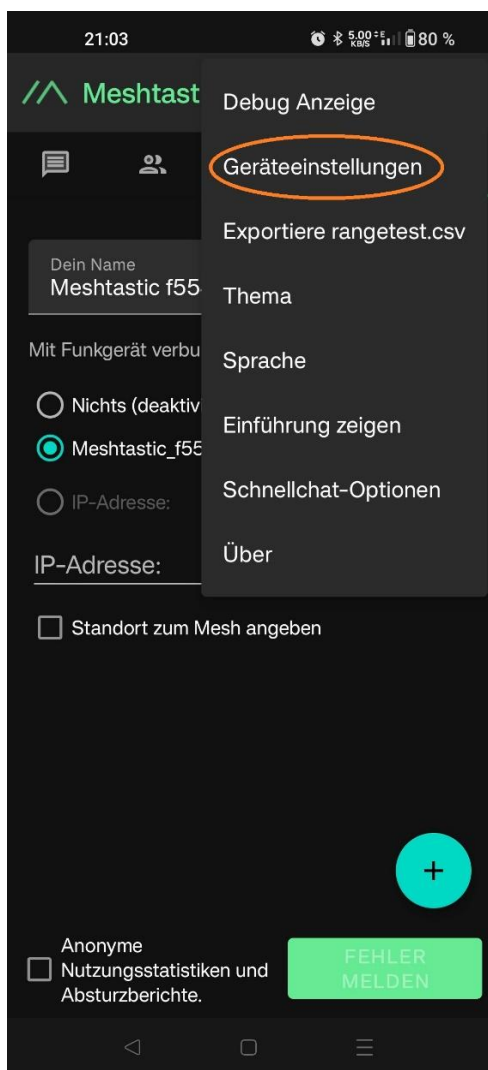 21:03
5.00 KB/S
80 %
Meshtast
Debug Anzeige
Geräteeinstellungen
Exportiere rangetest.csv
Thema
Sprache
Einführung zeigen
Schnellchat-Optionen
Über
Dein Name
Meshtastic f55
Mit Funkgerät verbu
Nichts (deaktiv
Meshtastic_f55
IP-Adresse:
IP-Adresse:
Standort zum Mesh angeben
+
Anonyme
Nutzungsstatistiken und
Absturzberichte.
FEHLER
MELDEN